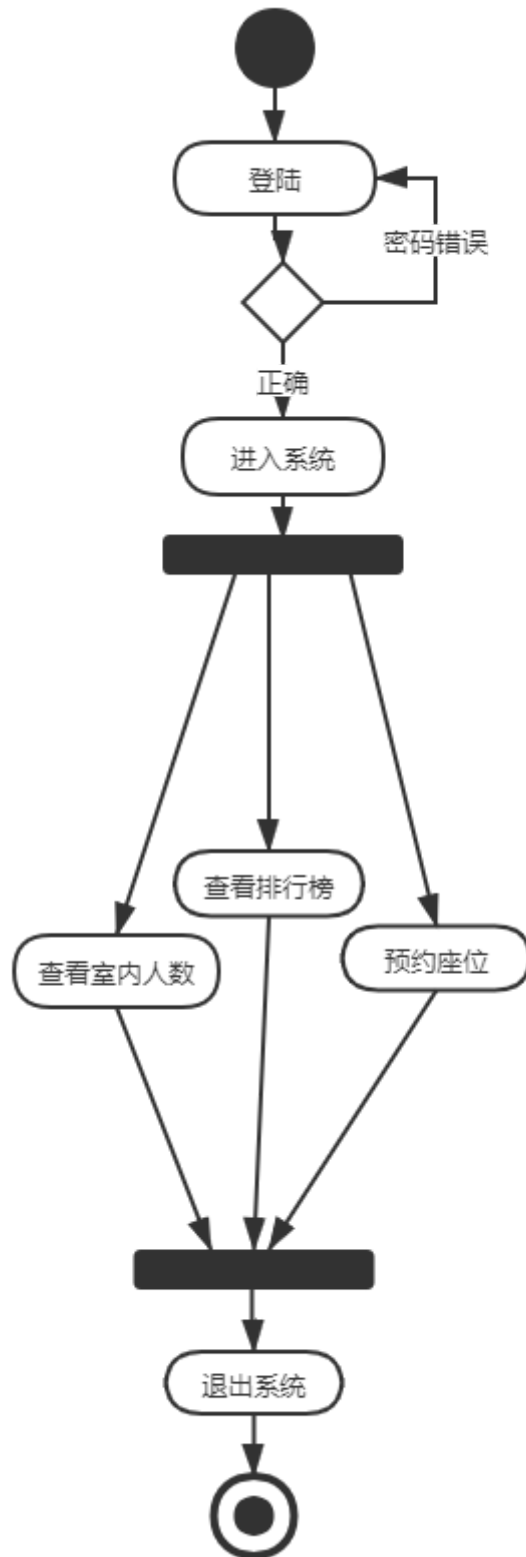 登陆
密码错误
正确
进入系统
查看排行榜
查看室内人数
预约座位
退出系统